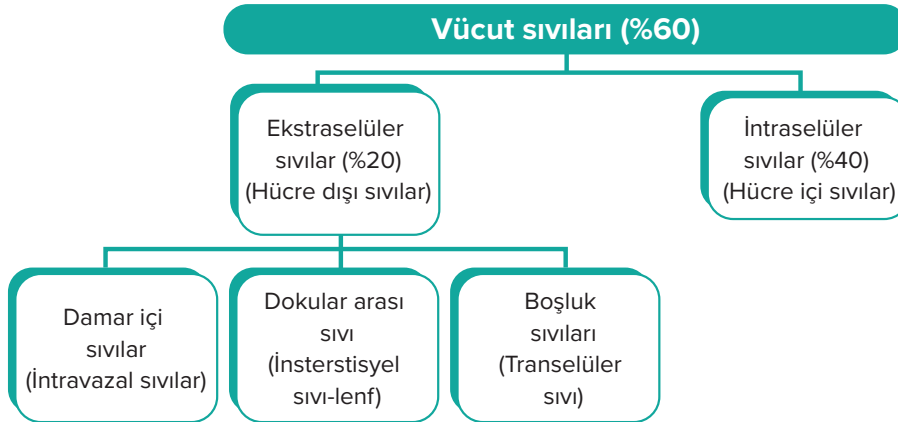 Vücut sıvıları (%60)
Ekstraselüler
sıvılar (%20)
(Hücre dışı sıvılar)
İntraselüler
sıvılar (%40)
(Hücre içi sıvılar)
Damar içi
sıvılar
(İntravazal sıvılar)
Dokular arası
sıvı
(İnsterstisyel
sıvı-lenf)
Boşluk
sıvıları
(Transelüler
sıvı)